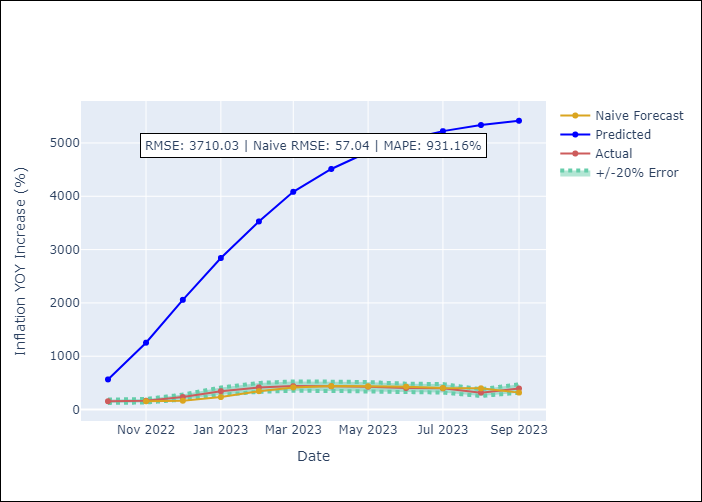 RMSE: 3710.03 | Naive RMSE: 57.04 | MAPE: 931.16%
Naive Forecast
Predicted
Actual
+/-20% Error
Inflation YOY Increase (%)
5000
4000
3000
2000
1000
0
Nov 2022
Jan 2023
Mar 2023
May 2023
Jul 2023
Sep 2023
Date